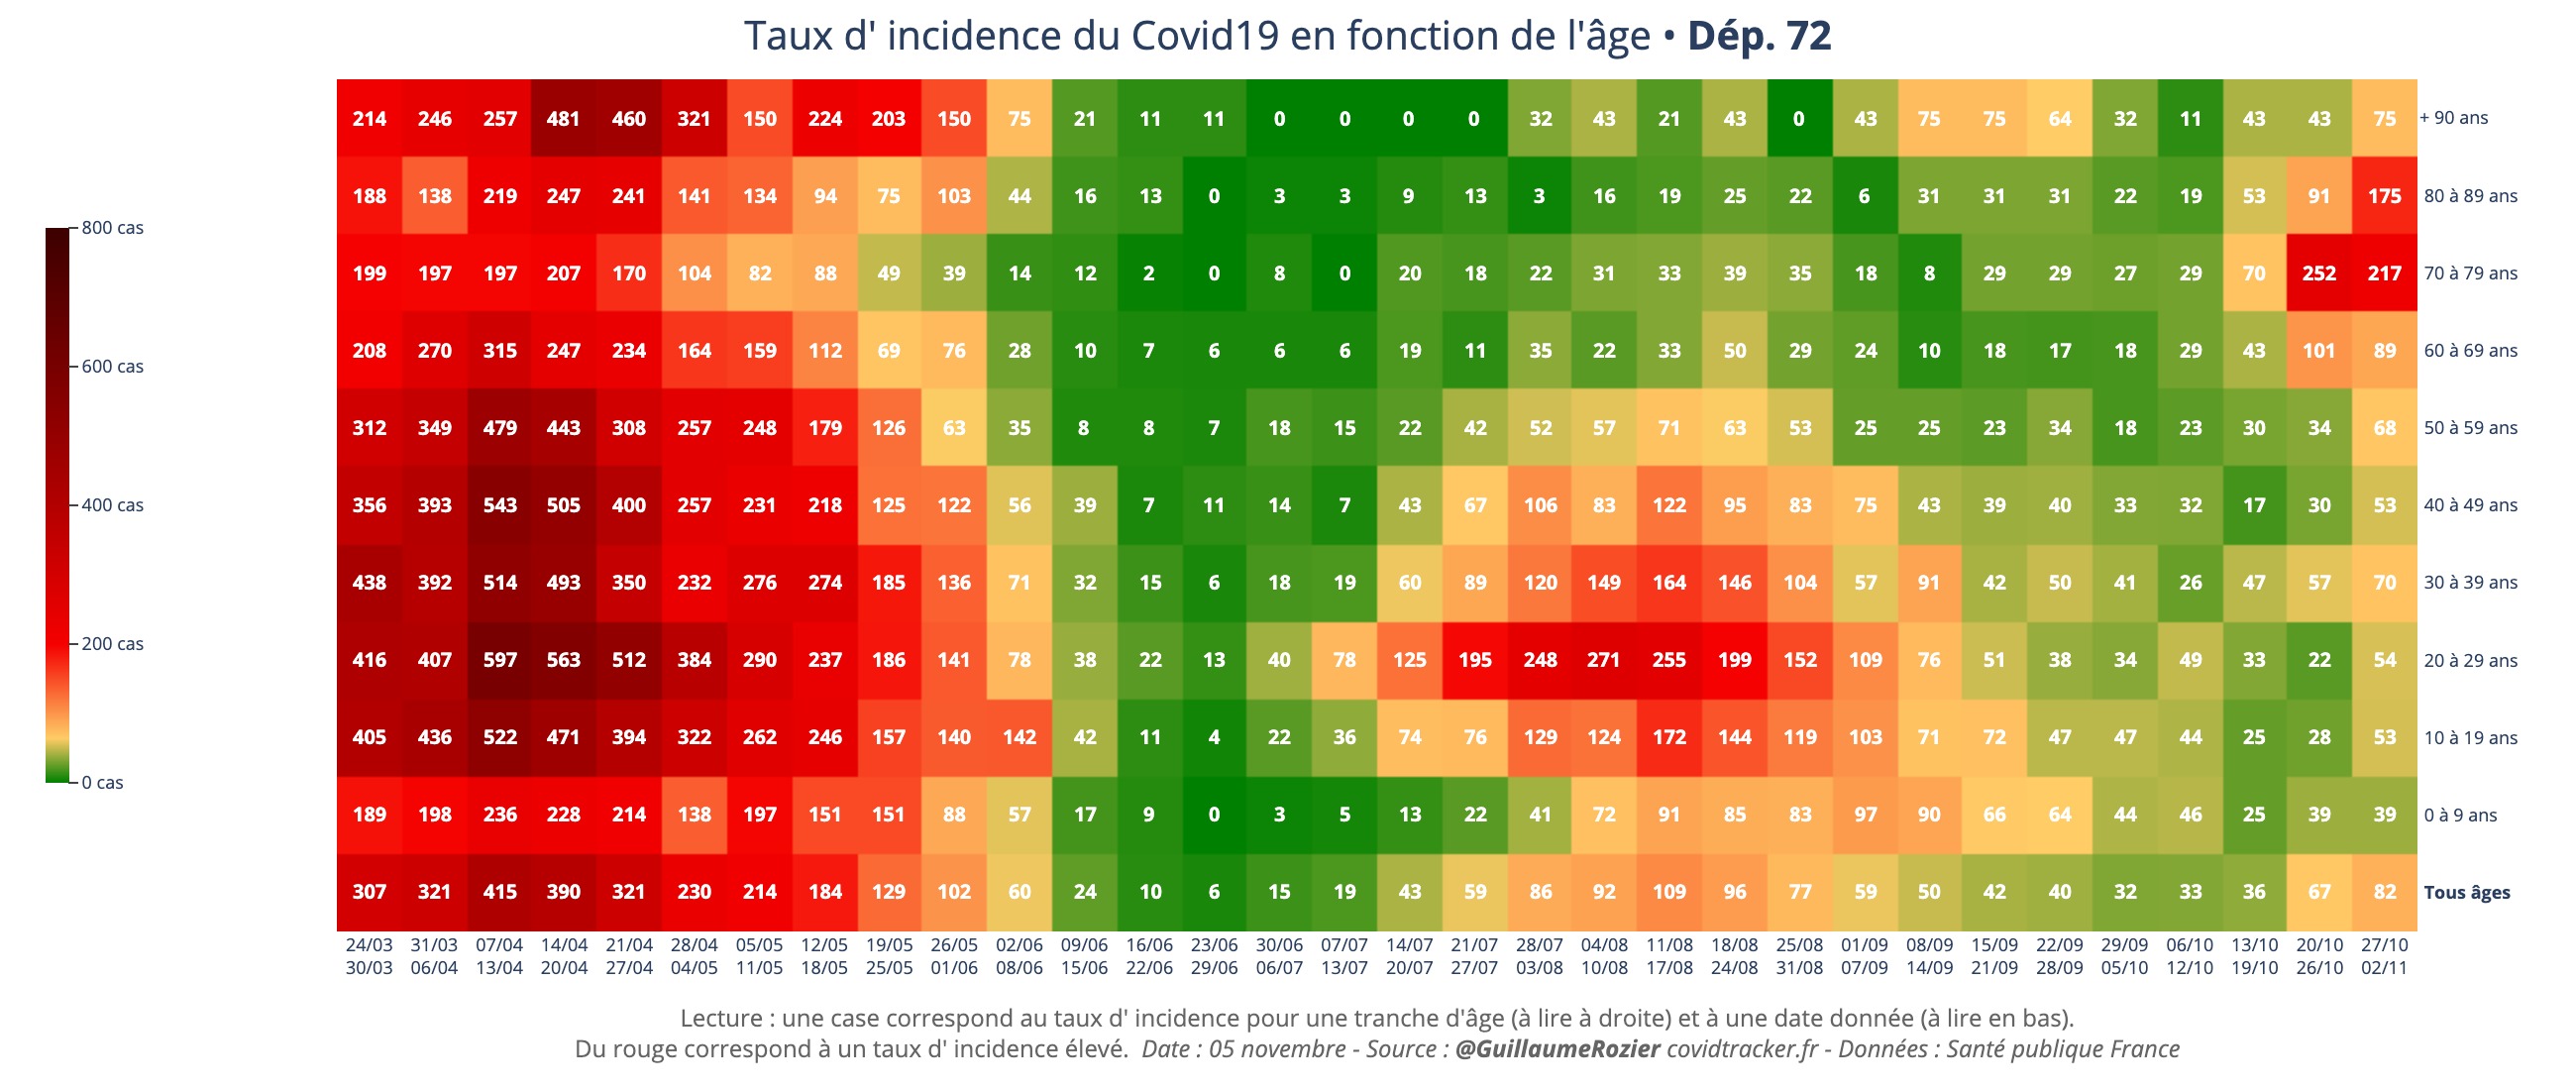 Taux d' incidence du Covid19 en fonction de l'âge • Dép. 72
800 cas
600 cas
400 cas
200 cas
0 cas
214 246 257 481 460 321 150 224 203 150 75 21 11 11 0 0 0 0 32 43 21 43 0 43 75 75 64 32 11 43 43 75 + 90 ans
188 138 219 247 241 141 134 94 75 103 44 16 13 0 3 3 9 13 3 16 19 25 22 6 31 31 31 22 19 53 91 175 80 à 89 ans
199 197 197 207 170 104 82 88 49 39 14 12 2 0 8 0 20 18 22 31 33 39 35 18 8 29 29 27 29 70 252 217 70 à 79 ans
208 270 315 247 234 164 159 112 69 76 28 10 7 6 6 6 19 11 35 22 33 50 29 24 10 18 17 18 29 43 101 89 60 à 69 ans
312 349 479 443 308 257 248 179 126 63 35 8 8 7 18 15 22 42 52 57 71 63 53 25 25 23 34 18 23 30 34 68 50 à 59 ans
356 393 543 505 400 257 231 218 125 122 56 39 7 11 14 7 43 67 106 83 122 95 83 75 43 39 40 33 32 17 30 53 40 à 49 ans
438 392 514 493 350 232 276 274 185 136 71 32 15 6 18 19 60 89 120 149 164 146 104 57 91 42 50 41 26 47 57 70 30 à 39 ans
416 407 597 563 512 384 290 237 186 141 78 38 22 13 40 78 125 195 248 271 255 199 152 109 76 51 38 34 49 33 22 54 20 à 29 ans
405 436 522 471 394 322 262 246 157 140 142 42 11 4 22 36 74 76 129 124 172 144 119 103 71 72 47 47 44 25 28 53 10 à 19 ans
189 198 236 228 214 138 197 151 151 88 57 17 9 0 3 5 13 22 41 72 91 85 83 97 90 66 64 44 46 25 39 39 0 à 9 ans
307 321 415 390 321 230 214 184 129 102 60 24 10 6 15 19 43 59 86 92 109 96 77 59 50 42 40 32 33 36 67 82 Tous âges
24/03 31/03 07/04 14/04 21/04 28/04 05/05 12/05 19/05 26/05 02/06 09/06 16/06 23/06 30/06 07/07 14/07 21/07 28/07 04/08 11/08 18/08 25/08 01/09 08/09 15/09 22/09 29/09 06/10 13/10 20/10 27/10
30/03 06/04 13/04 20/04 27/04 04/05 11/05 18/05 25/05 01/06 08/06 15/06 22/06 29/06 06/07 13/07 20/07 27/07 03/08 10/08 17/08 24/08 31/08 07/09 14/09 21/09 28/09 05/10 12/10 19/10 26/10 02/11
Lecture : une case correspond au taux d' incidence pour une tranche d'âge (à lire à droite) et à une date donnée (à lire en bas).
Du rouge correspond à un taux d' incidence élevé. Date : 05 novembre - Source : @GuillaumeRozier covidtracker.fr - Données : Santé publique France